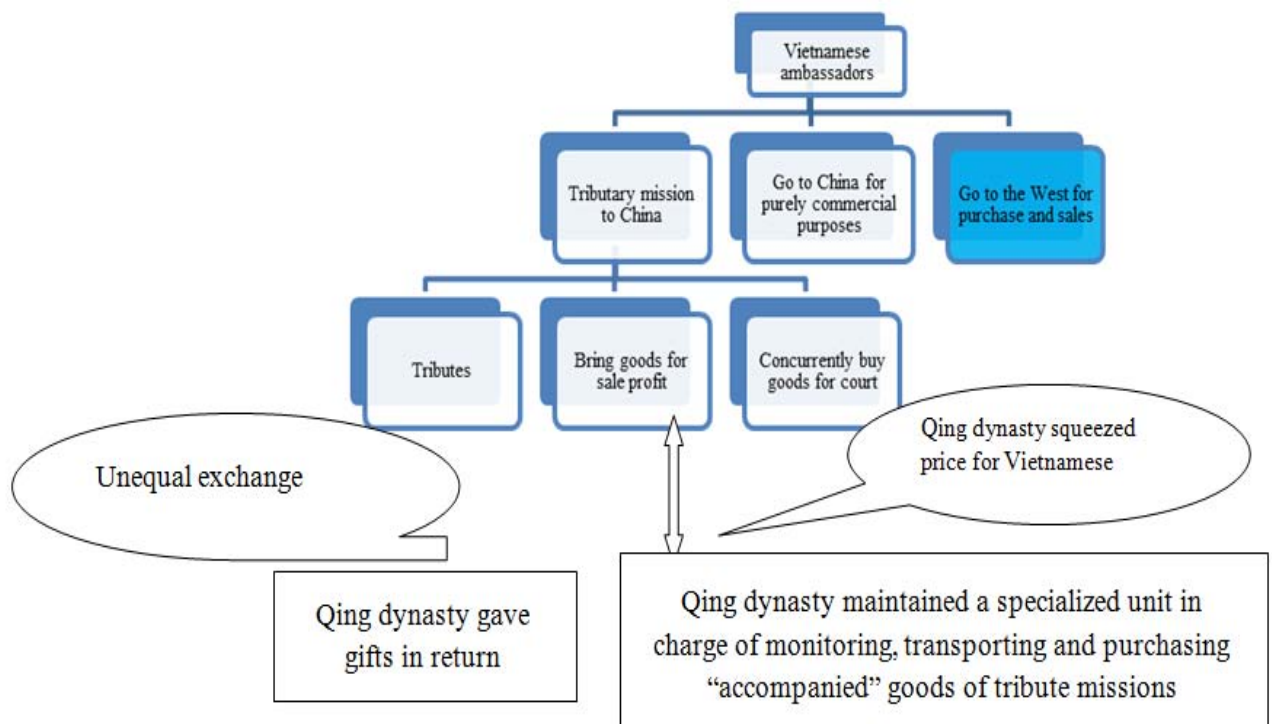 Vietnamese
ambassadors
Tributary mission
to China
Go to China for
purely commercial
purposes
Go to the West for
purchase and sales
Tributes
Bring goods for
sale profit
Concurrently buy
goods for court
Unequal exchange
Qing dynasty squeezed
price for Vietnamese
Qing dynasty gave
gifts in return
Qing dynasty maintained a specialized unit in
charge of monitoring, transporting and purchasing
“accompanied” goods of tribute missions